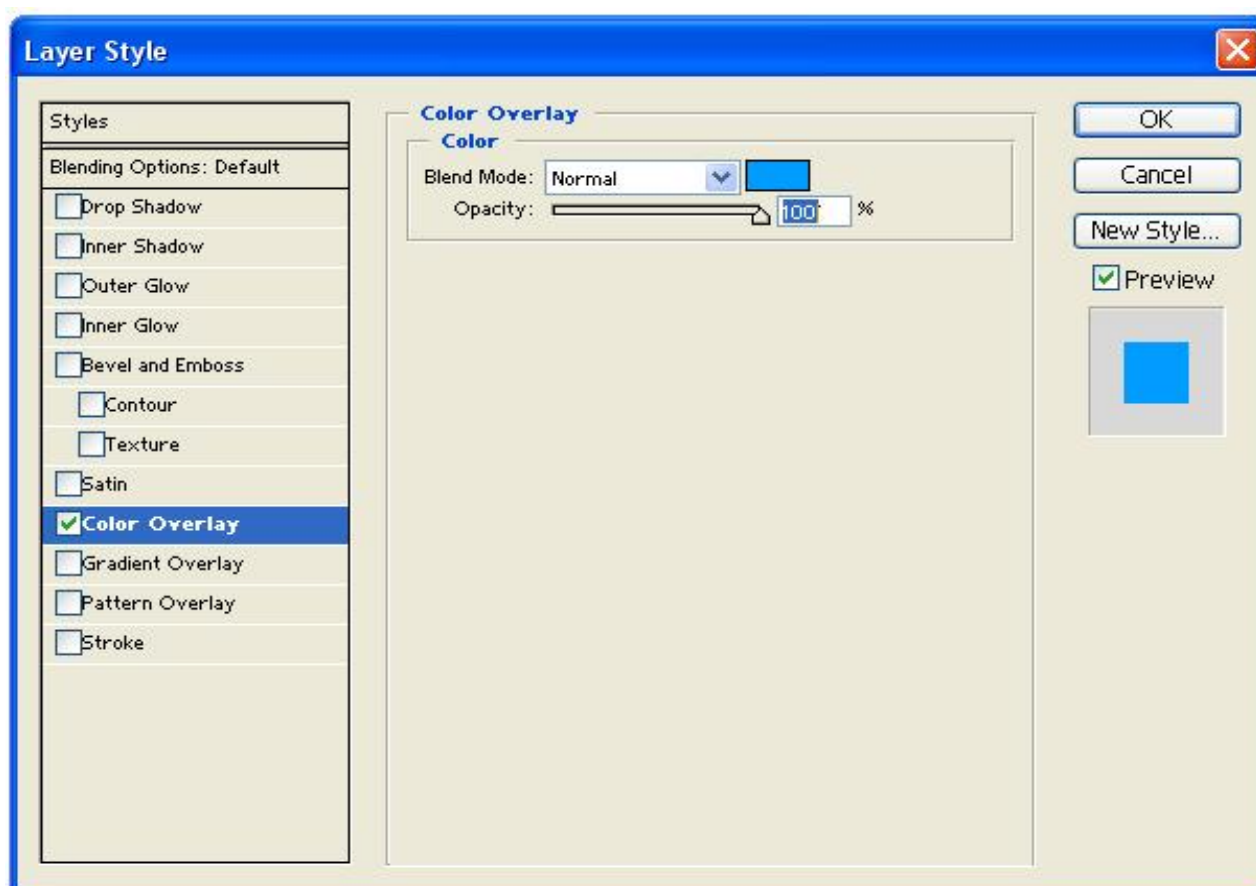 Layer Style
Styles
Blending Options: Default
Drop Shadow
Inner Shadow
Outer Glow
Inner Glow
Bevel and Emboss
Contour
Texture
Satin
Color Overlay
Gradient Overlay
Pattern Overlay
Stroke
Color Overlay
Color
Blend Mode: Normal
Opacity: 100 %
OK
Cancel
New Style...
Preview